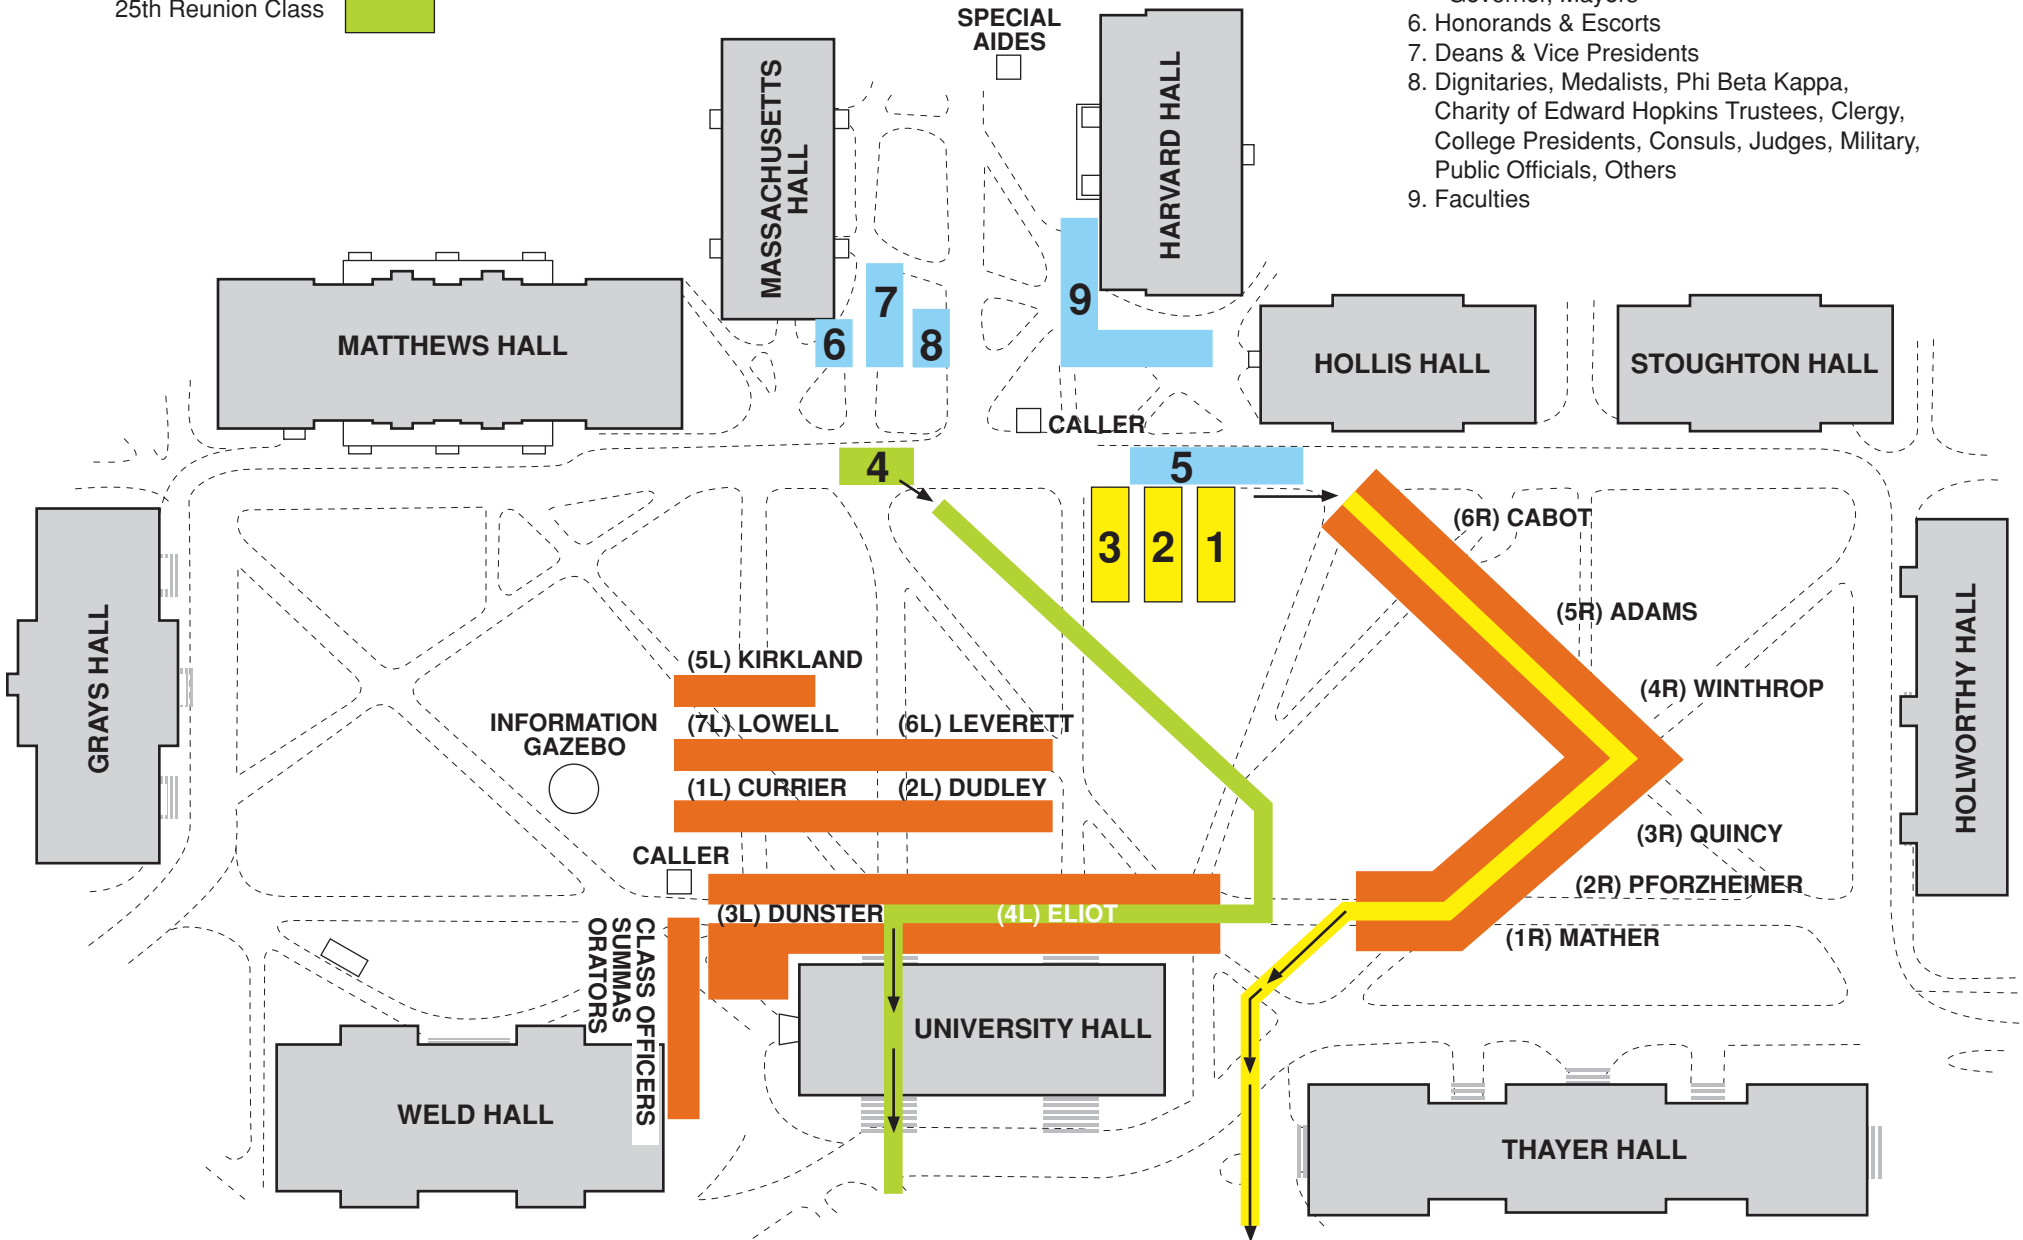 25th Reunion Class
Governor, Mayors
6. Honorands & Escorts
7. Deans & Vice Presidents
8. Dignitaries, Medalists, Phi Beta Kappa,
Charity of Edward Hopkins Trustees, Clergy,
College Presidents, Consuls, Judges, Military,
Public Officials, Others
9. Faculties
SPECIAL
AIDES
MASSACHUSETTS
HALL
HARVARD HALL
MATTHEWS HALL
6
7
8
9
HOLLIS HALL
STOUGHTON HALL
CALLER
4
5
3
2
1
(6R) CABOT
(5R) ADAMS
(4R) WINTHROP
(3R) QUINCY
(2R) PFORZHEIMER
(1R) MATHER
GRAYS HALL
HOLWORTHY HALL
(5L) KIRKLAND
INFORMATION
GAZEBO
(7L) LOWELL
(6L) LEVERETT
(1L) CURRIER
(2L) DUDLEY
CALLER
(3L) DUNSTER
(4L) ELIOT
CLASS OFFICERS
SUMMAS
ORATORS
UNIVERSITY HALL
WELD HALL
THAYER HALL